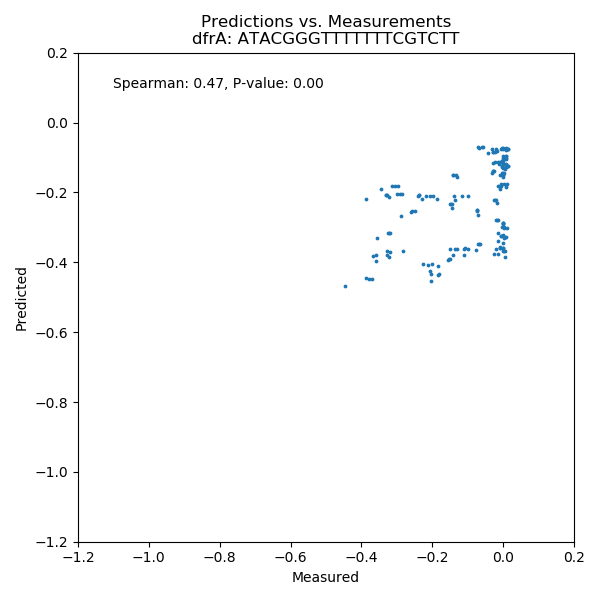 Predictions vs. Measurements
dfrA: ATACGGGTTTTTTTCGTCTT
Spearman: 0.47, P-value: 0.00
0.2
0.0
−0.2
−0.4
−0.6
−0.8
−1.0
−1.2
Predicted
−1.2 −1.0 −0.8 −0.6 −0.4 −0.2 0.0 0.2
Measured